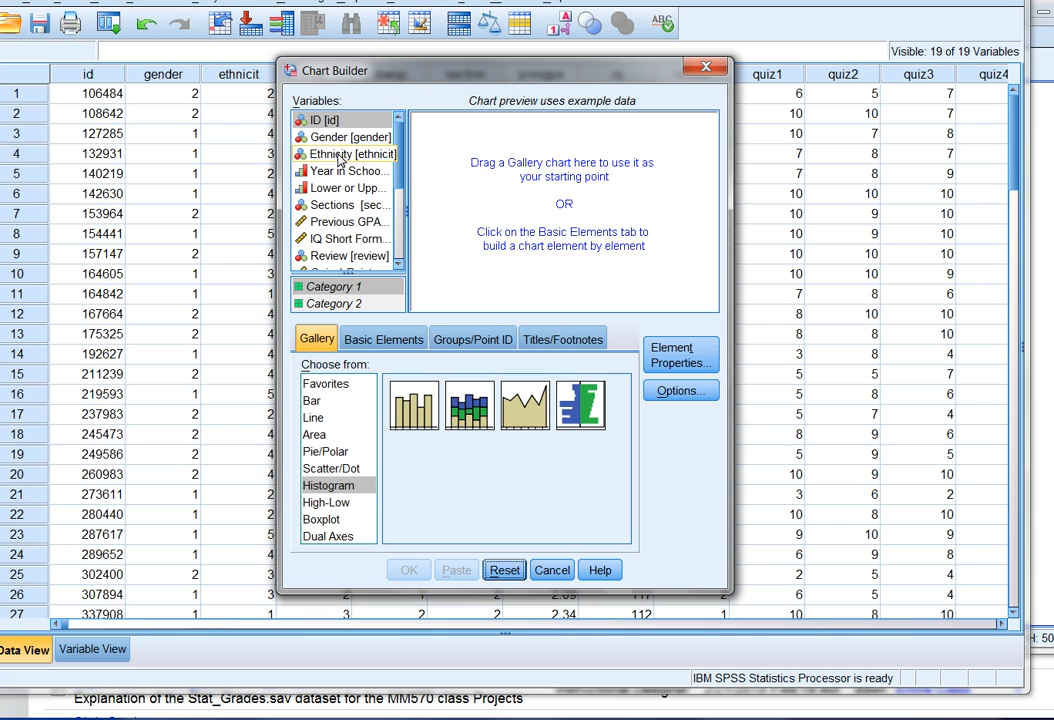 Visible: 19 of 19 Variables
id gender ethnicit quiz1 quiz2 quiz3 quiz4
1 106484 2 2 6 5 7
2 108642 2 4 10 10 7
3 127285 1 4 10 7 8
4 132931 1 3 7 8 7
5 140219 1 2 7 8 9
6 142630 1 4 10 10 10
7 153964 2 2 10 9 10
8 154441 1 5 10 9 10
9 157147 2 4 10 10 10
10 164605 1 3 10 10 9
11 164842 1 1 7 8 6
12 167664 2 4 8 10 10
13 175325 2 4 8 8 10
14 192627 1 4 3 8 4
15 211239 2 4 5 5 7
16 219593 1 5 5 8 6
17 237983 2 2 5 7 4
18 245473 2 4 8 9 6
19 249586 2 4 5 9 5
20 260983 2 4 10 9 10
21 273611 1 1 3 6 2
22 280440 1 2 10 8 10
23 287617 1 5 9 10 9
24 289652 1 4 6 9 8
25 302400 2 3 2 5 4
26 307894 1 3 2 1 2 2.09 117 2 6 5 4
27 337908 1 1 3 2 2 2.34 112 1 10 8 10
Chart Builder
Variables:
Chart preview uses example data
ID [id]
Gender [gender]
Ethnicity [ethnicit]
Year in Schoo...
Lower or Upp...
Sections [sec...
Previous GPA...
IQ Short Form...
Review [review]
Category 1
Category 2
Drag a Gallery chart here to use it as
your starting point
OR
Click on the Basic Elements tab to
build a chart element by element
Gallery Basic Elements Groups/Point ID Titles/Footnotes
Element
Properties...
Options...
Choose from:
Favorites
Bar
Line
Area
Pie/Polar
Scatter/Dot
Histogram
High-Low
Boxplot
Dual Axes
OK Paste Reset Cancel Help
Data View Variable View
H: 50
IBM SPSS Statistics Processor is ready
Explanation of the Stat_Grades.sav dataset for the MM570 class Projects